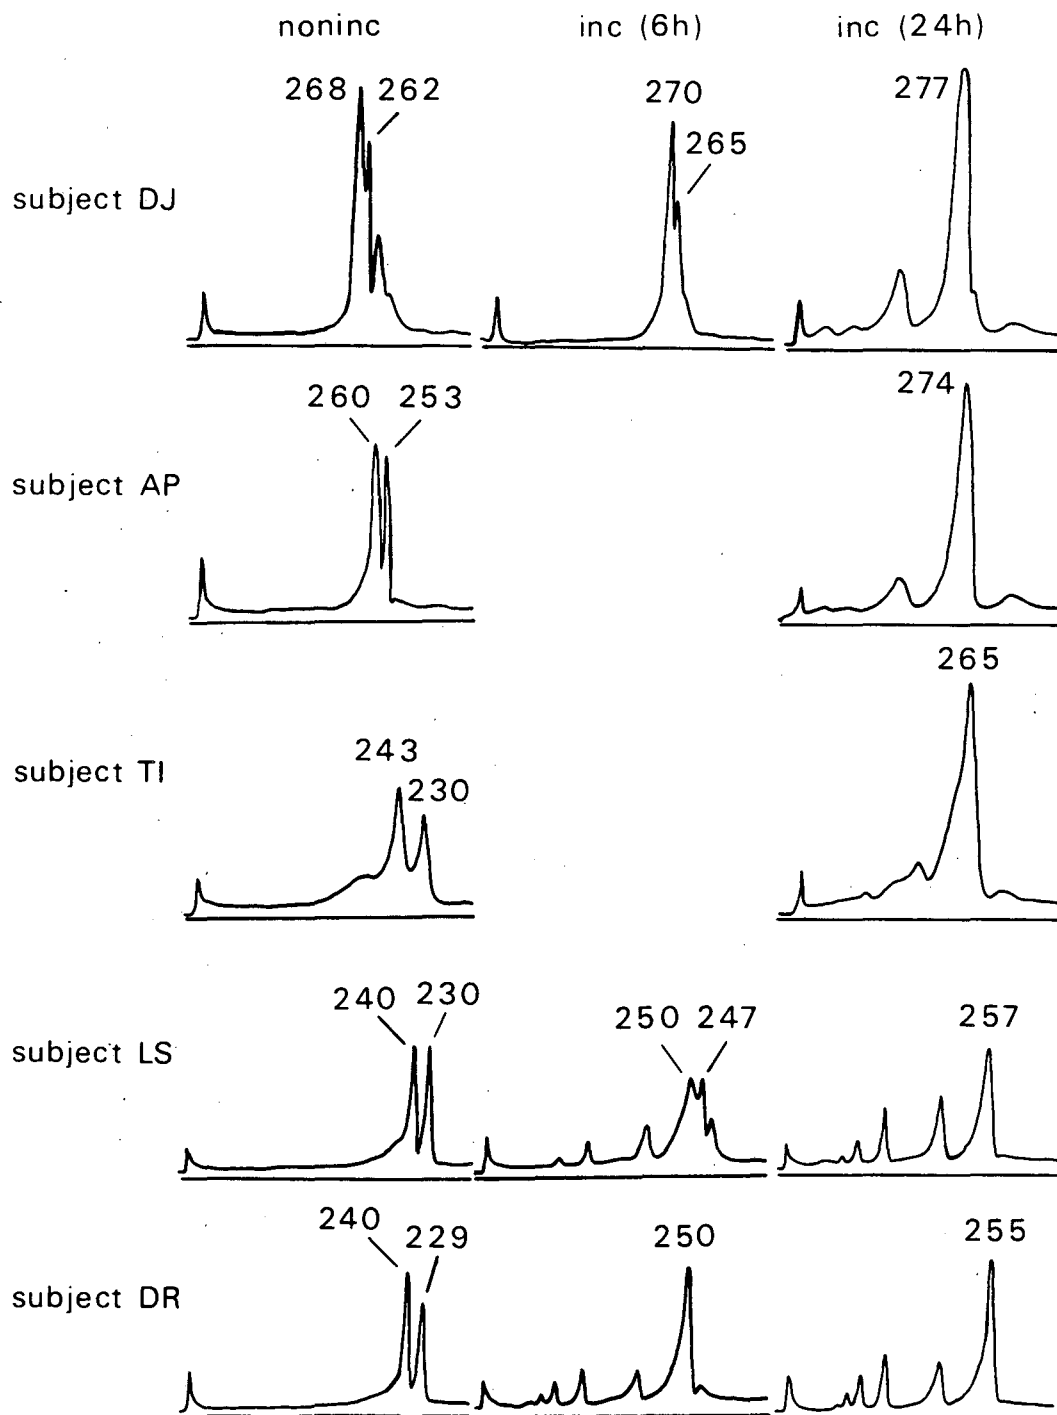 noninc inc (6h) inc (24h)
268 262 270 265 277
subject DJ
260 253 274
subject AP
265
243 230
subject TI
240 230 250 247 257
subject LS
240 229 250 255
subject DR